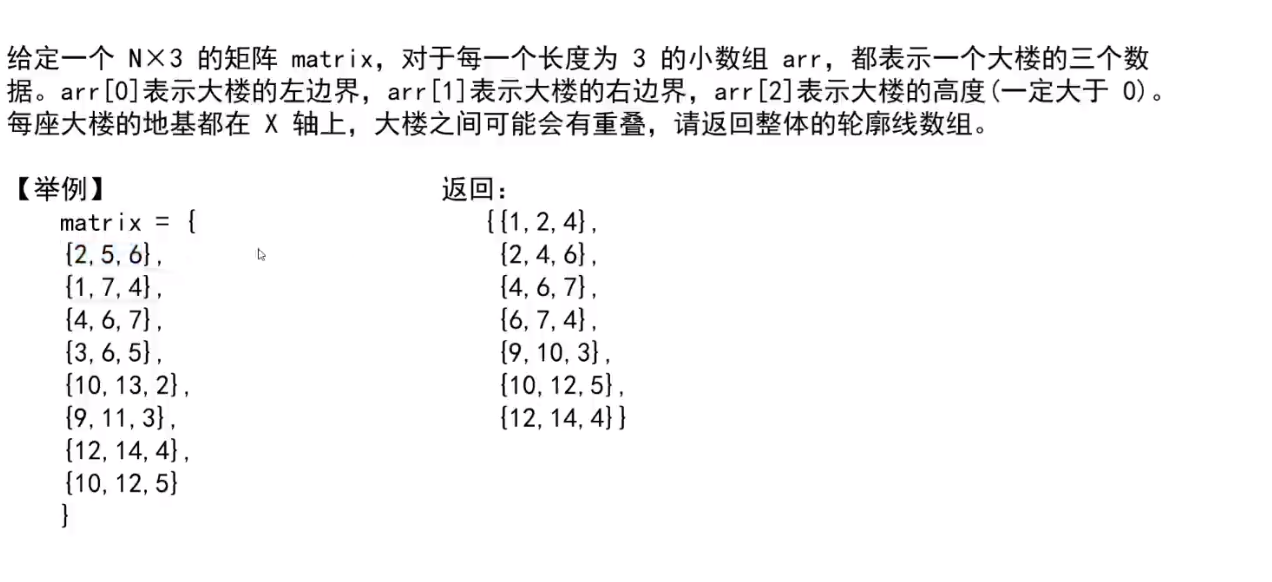 给定一个 N×3 的矩阵 matrix，对于每一个长度为 3 的小数组 arr，都表示一个大楼的三个数
据。arr[0]表示大楼的左边界，arr[1]表示大楼的右边界，arr[2]表示大楼的高度(一定大于 0)。
每座大楼的地基都在 X 轴上，大楼之间可能会有重叠，请返回整体的轮廓线数组。
【举例】
matrix = {
{2,5,6},
{1,7,4},
{4,6,7},
{3,6,5},
{10,13,2},
{9,11,3},
{12,14,4},
{10,12,5}
}
返回：
{{1,2,4},
{2,4,6},
{4,6,7},
{6,7,4},
{9,10,3},
{10,12,5},
{12,14,4}}